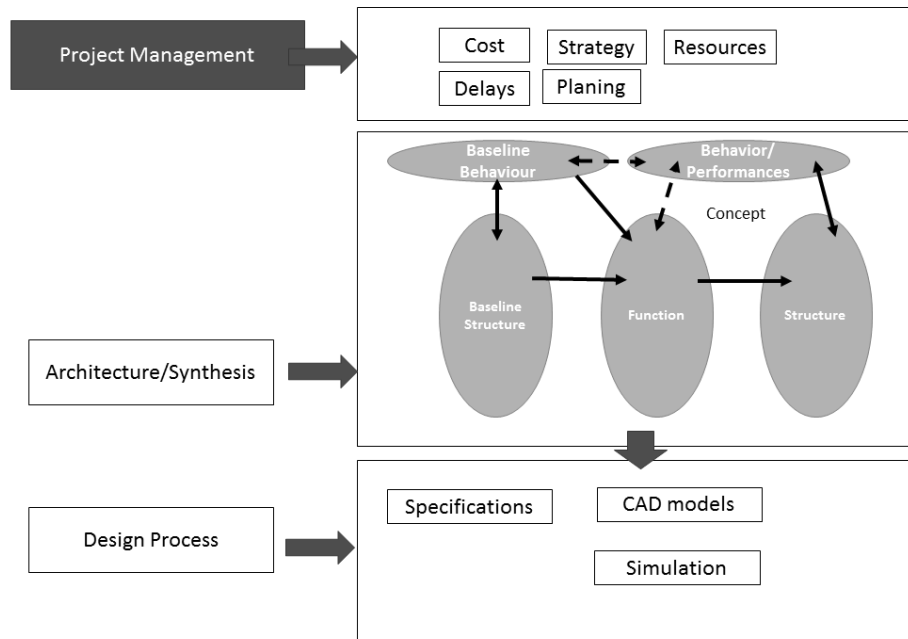 Project Management
Cost
Strategy
Resources
Delays
Planing
Baseline
Behaviour
Behavior/
Performances
Concept
Baseline
Structure
Function
Structure
Architecture/Synthesis
Specifications
CAD models
Design Process
Simulation